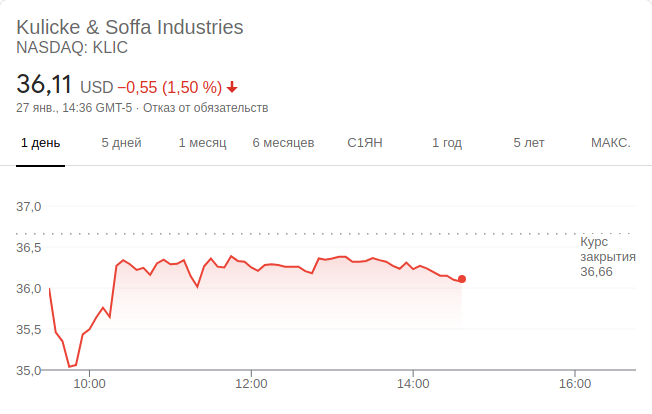 Kulicke & Soffa Industries
NASDAQ: KLIC
36,11 USD −0,55 (1,50 %)
27 янв., 14:36 GMT-5 · Отказ от обязательств
1 день 5 дней 1 месяц 6 месяцев С1ЯН 1 год 5 лет МАКС.
37,0
Курс
закрытия
36,66
36,5
36,0
35,5
35,0
10:00 12:00 14:00 16:00